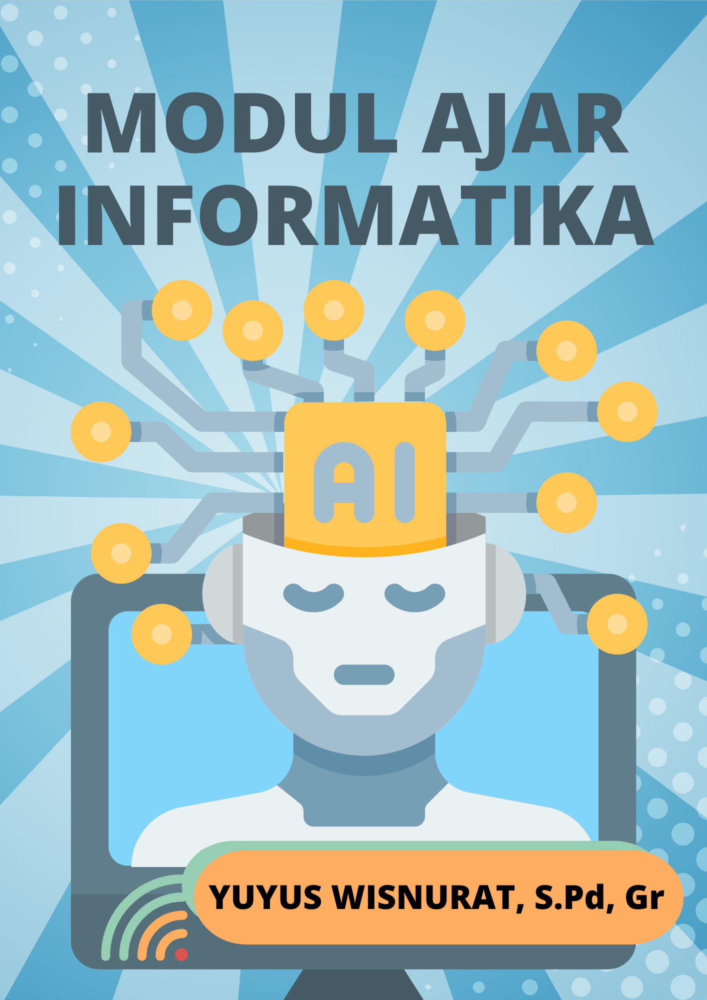 MODUL AJAR
INFORMATIKA
AI
YUYUS WISNURAT, S.Pd, Gr